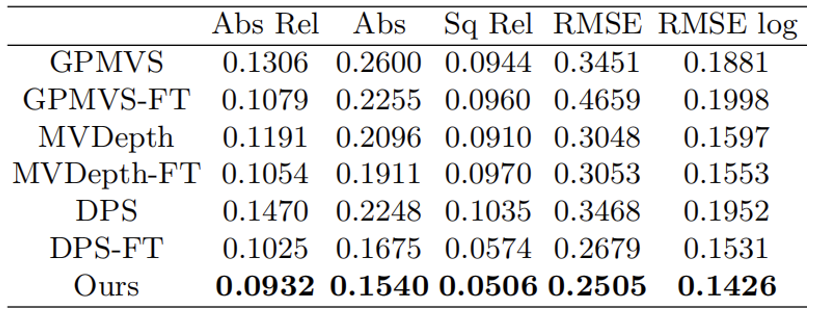 Abs Rel Abs Sq Rel RMSE RMSE log
GPMVS 0.1306 0.2600 0.0944 0.3451 0.1881
GPMVS-FT 0.1079 0.2255 0.0960 0.4659 0.1998
MVDepth 0.1191 0.2096 0.0910 0.3048 0.1597
MVDepth-FT 0.1054 0.1911 0.0970 0.3053 0.1553
DPS 0.1470 0.2248 0.1035 0.3468 0.1952
DPS-FT 0.1025 0.1675 0.0574 0.2679 0.1531
Ours 0.0932 0.1540 0.0506 0.2505 0.1426